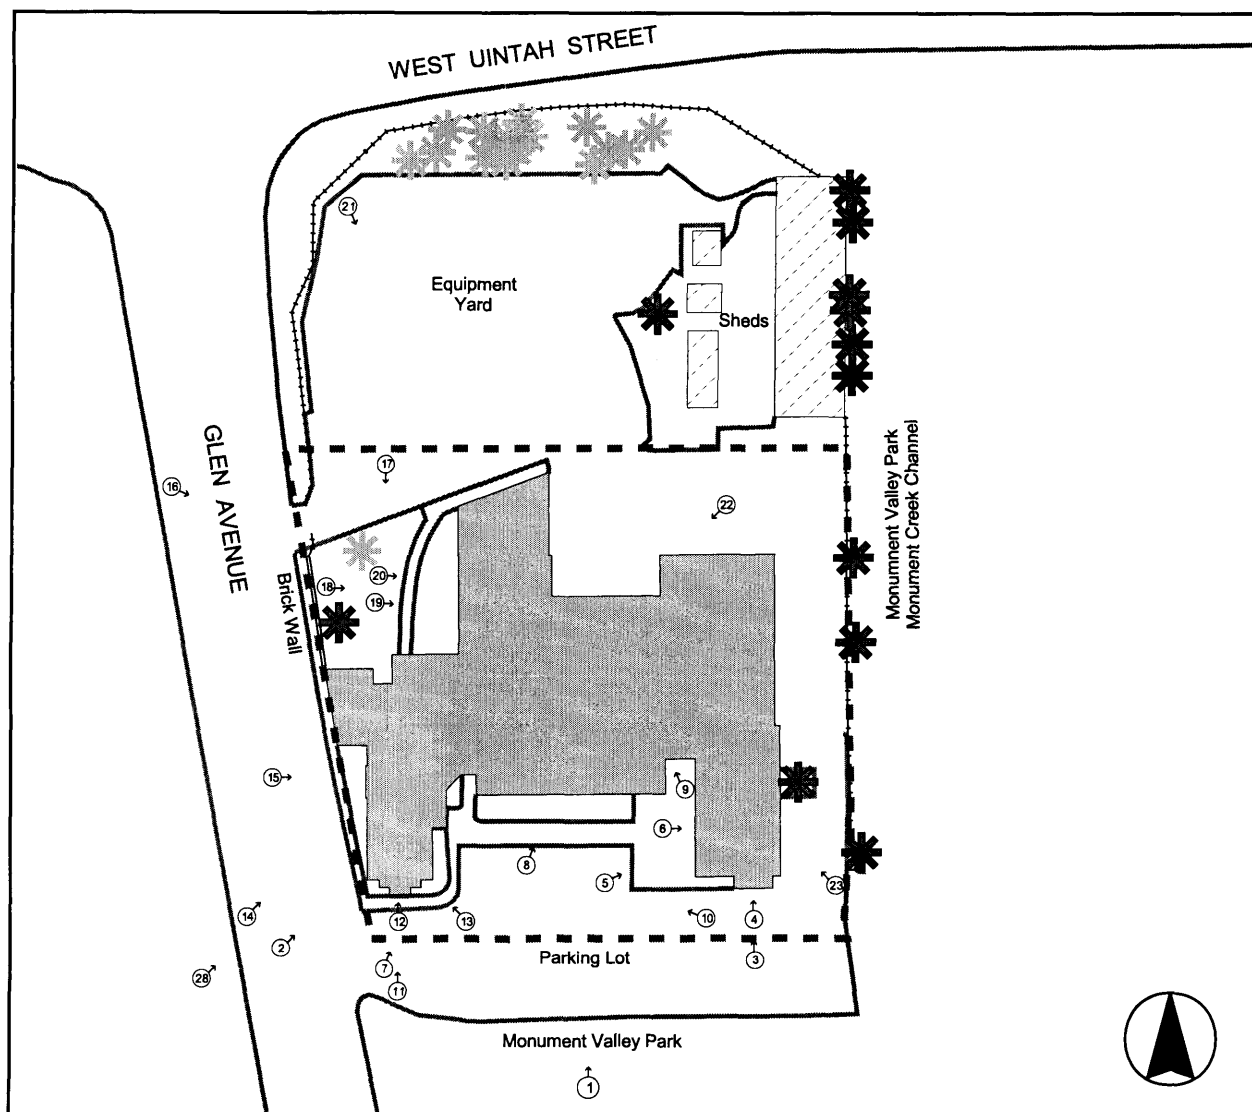 WEST UINTAH STREET
21
Equipment
Yard
Sheds
17
16
22
GLEN AVENUE
Brick Wall
20
18
19
Monumnent Valley Park
Monument Creek Channel
15
9
6
8
5
23
14
12
13
10
4
2
7
28
11
Parking Lot
3
Monument Valley Park
1